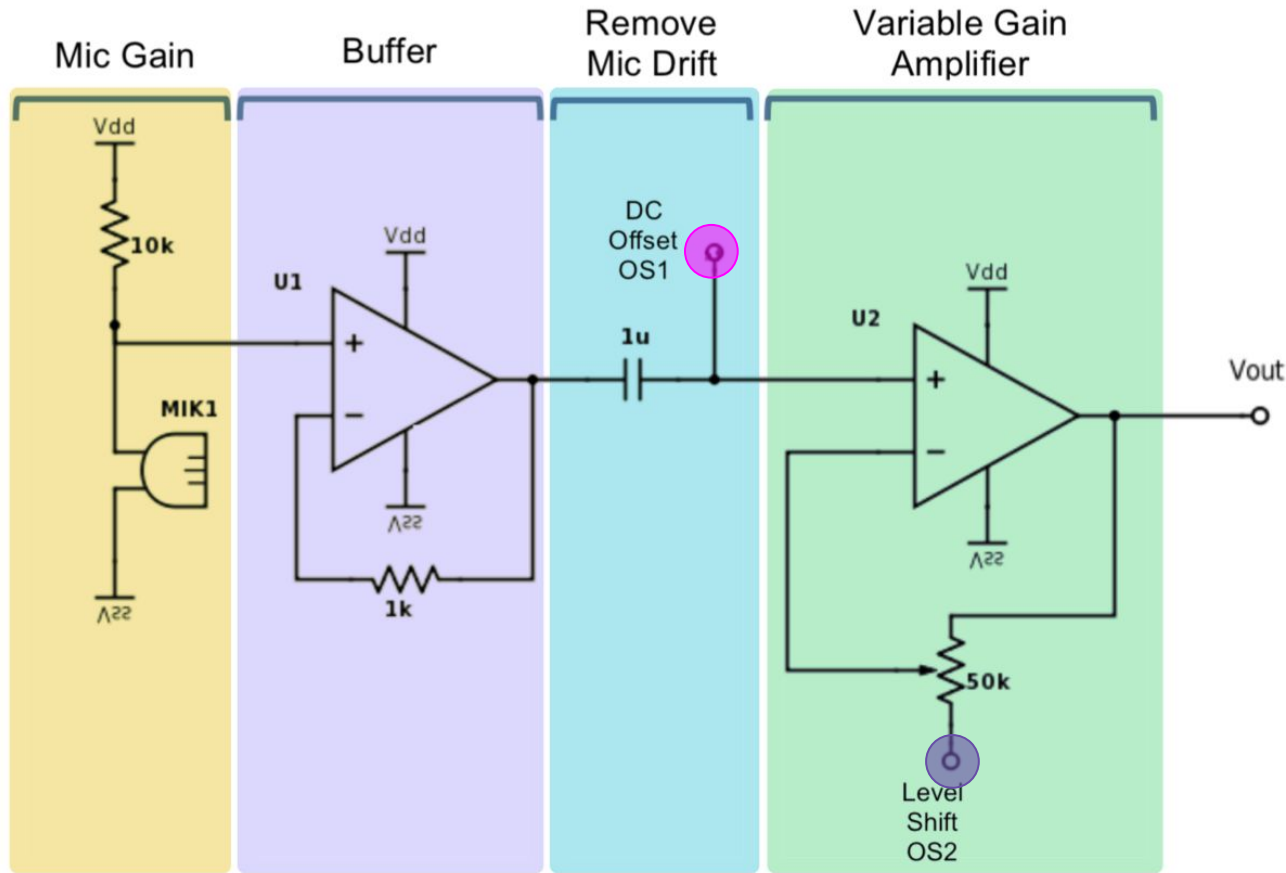 Mic Gain
Buffer
Remove
Mic Drift
Variable Gain
Amplifier
Vdd
10k
MIK1
Vss
U1
Vdd
+
−
Vss
1k
DC
Offset
OS1
1u
U2
Vdd
+
−
Vss
50k
Level
Shift
OS2
Vout